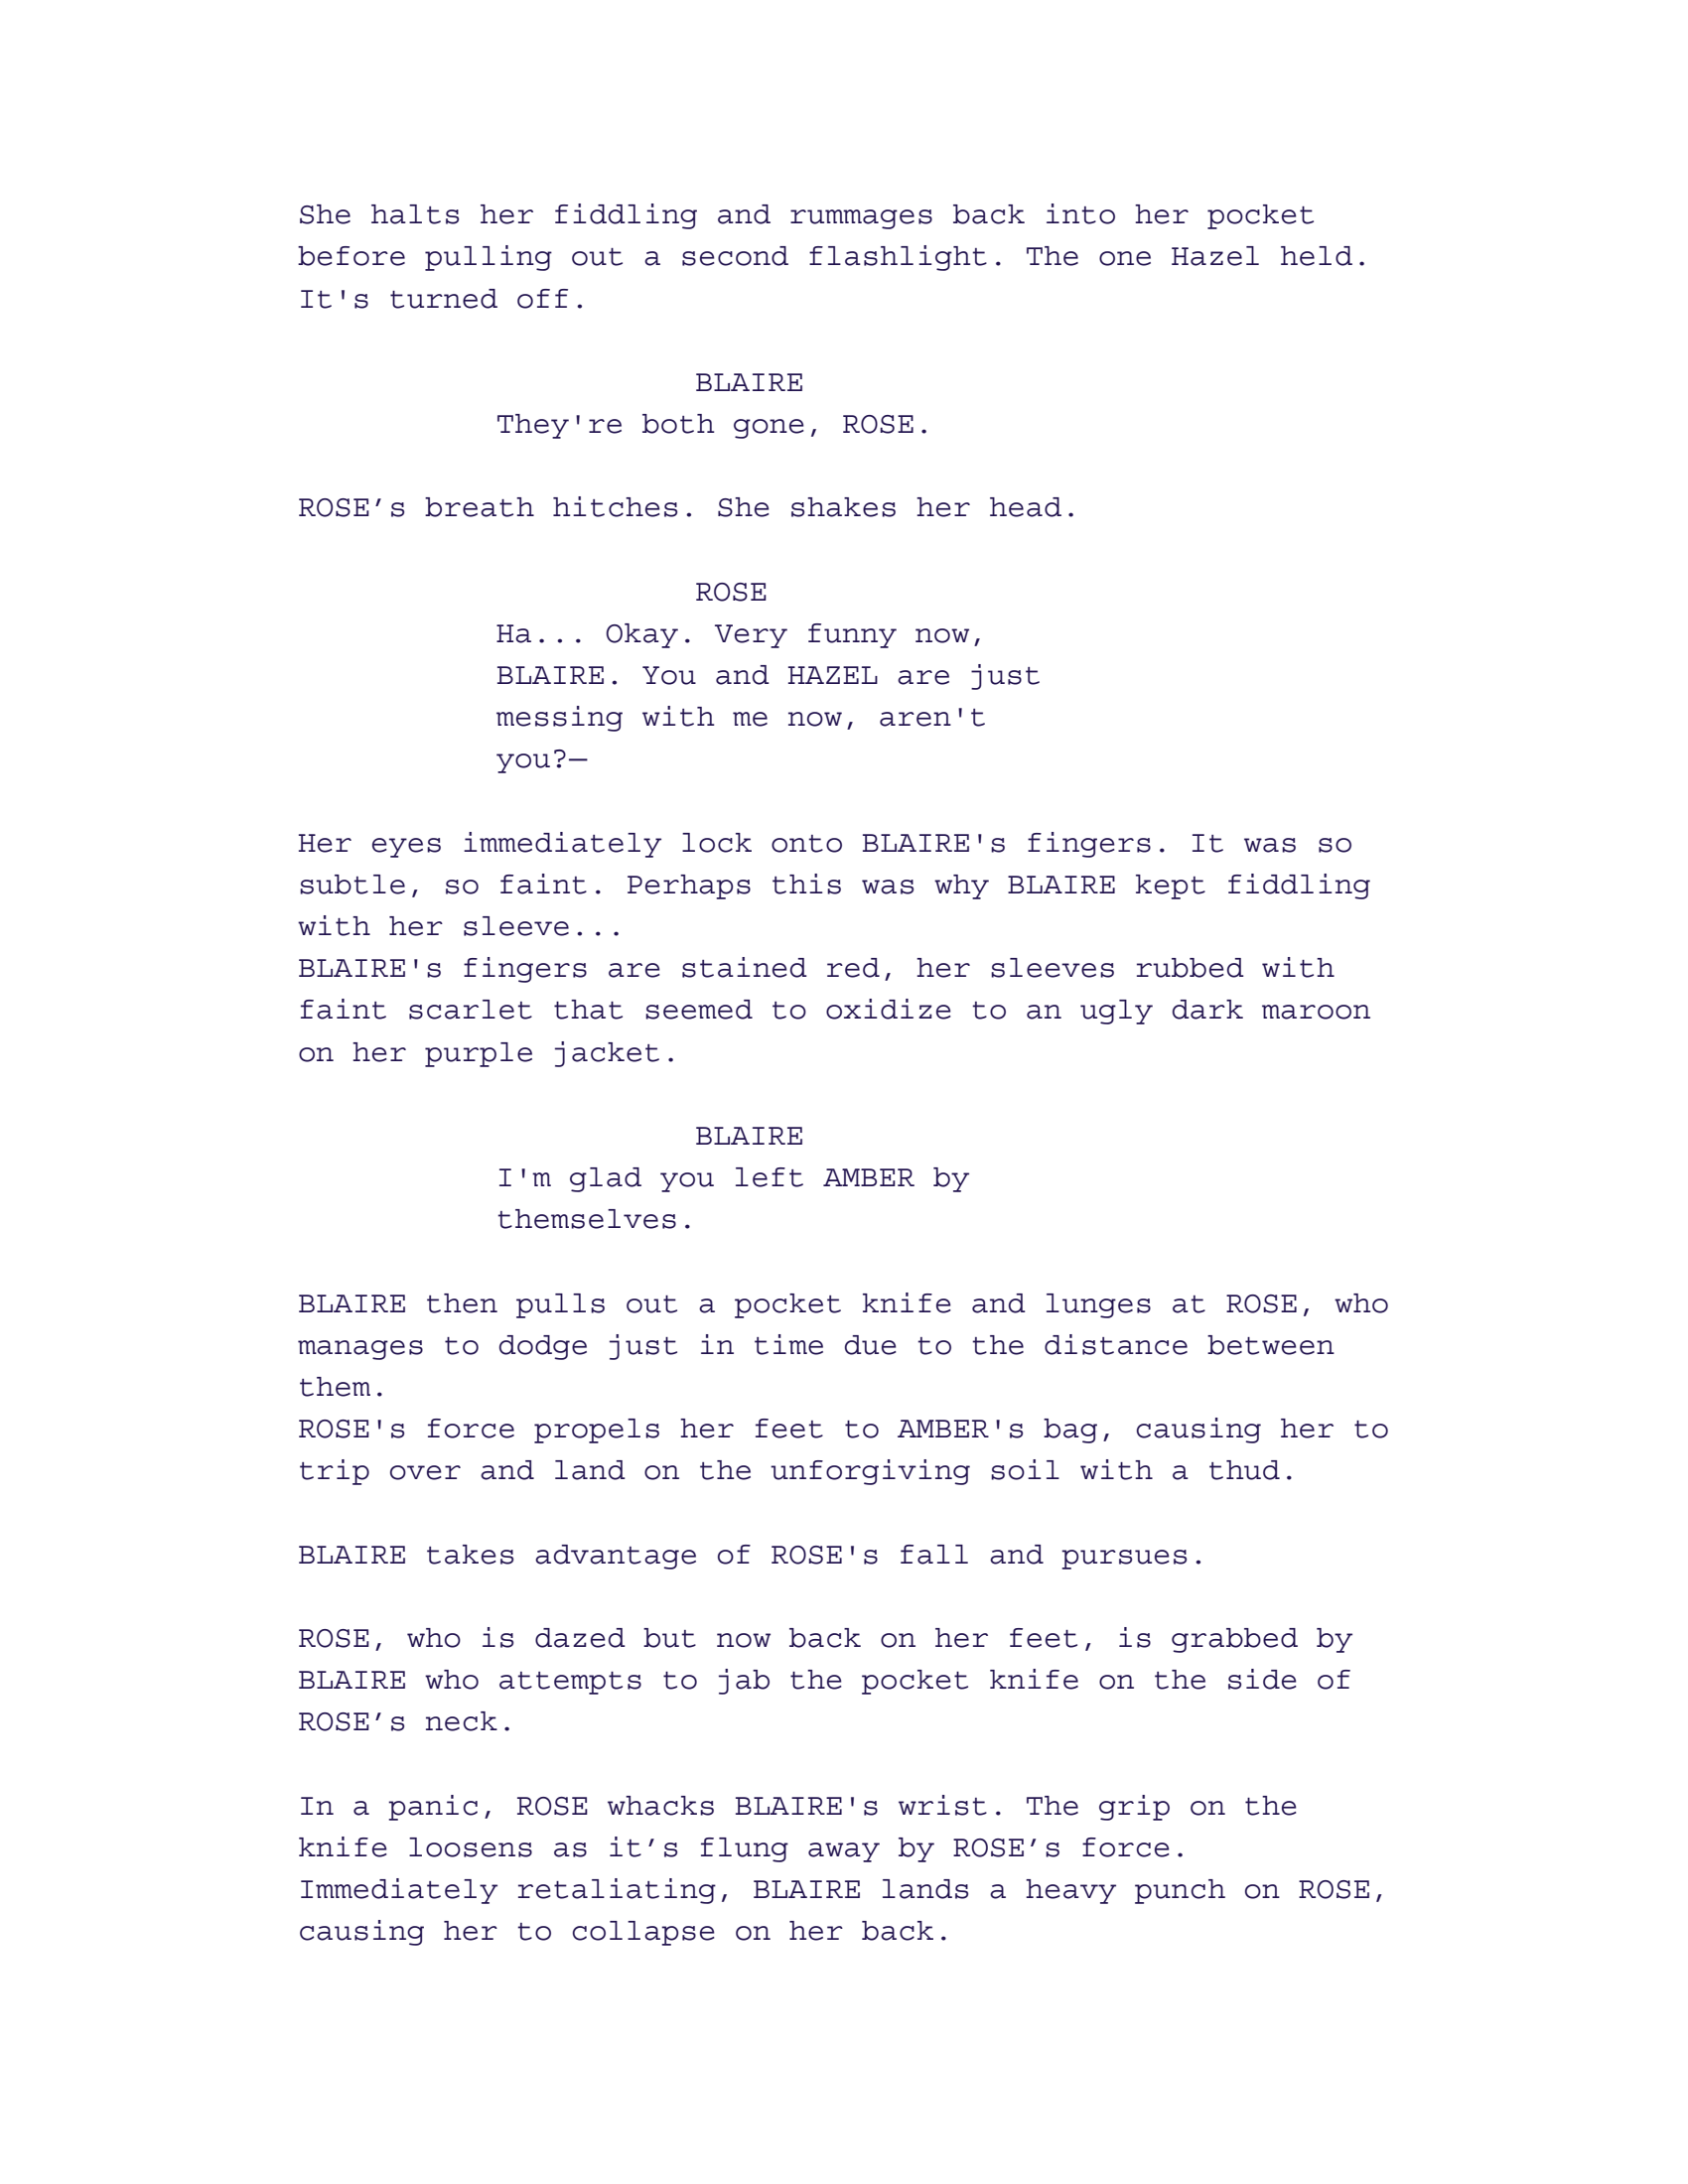 She halts her fiddling and rummages back into her pocket
before pulling out a second flashlight. The one Hazel held.
It's turned off.
BLAIRE
They're both gone, ROSE.
ROSE’s breath hitches. She shakes her head.
ROSE
Ha... Okay. Very funny now,
BLAIRE. You and HAZEL are just
messing with me now, aren't
you?—
Her eyes immediately lock onto BLAIRE's fingers. It was so
subtle, so faint. Perhaps this was why BLAIRE kept fiddling
with her sleeve...
BLAIRE's fingers are stained red, her sleeves rubbed with
faint scarlet that seemed to oxidize to an ugly dark maroon
on her purple jacket.
BLAIRE
I'm glad you left AMBER by
themselves.
BLAIRE then pulls out a pocket knife and lunges at ROSE, who
manages to dodge just in time due to the distance between
them.
ROSE's force propels her feet to AMBER's bag, causing her to
trip over and land on the unforgiving soil with a thud.
BLAIRE takes advantage of ROSE's fall and pursues.
ROSE, who is dazed but now back on her feet, is grabbed by
BLAIRE who attempts to jab the pocket knife on the side of
ROSE’s neck.
In a panic, ROSE whacks BLAIRE's wrist. The grip on the
knife loosens as it’s flung away by ROSE’s force.
Immediately retaliating, BLAIRE lands a heavy punch on ROSE,
causing her to collapse on her back.